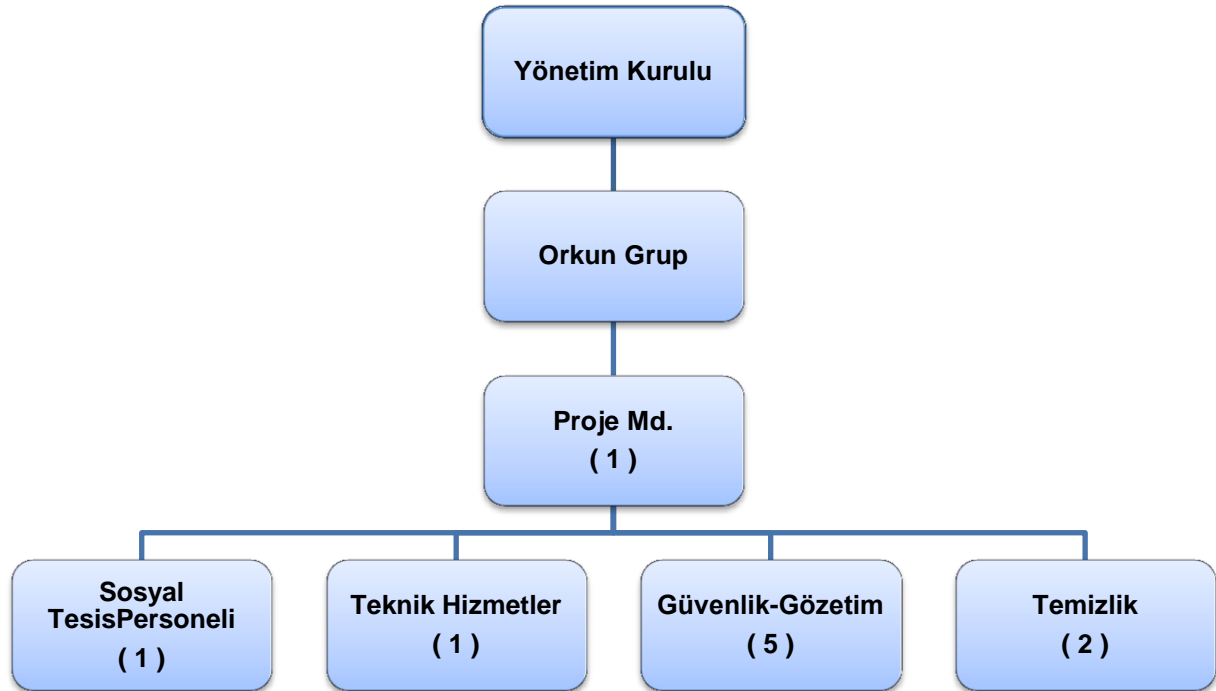 Yönetim Kurulu
Orkun Grup
Proje Md.
( 1 )
Sosyal
TesisPersoneli
( 1 )
Teknik Hizmetler
( 1 )
Güvenlik-Gözetim
( 5 )
Temizlik
( 2 )